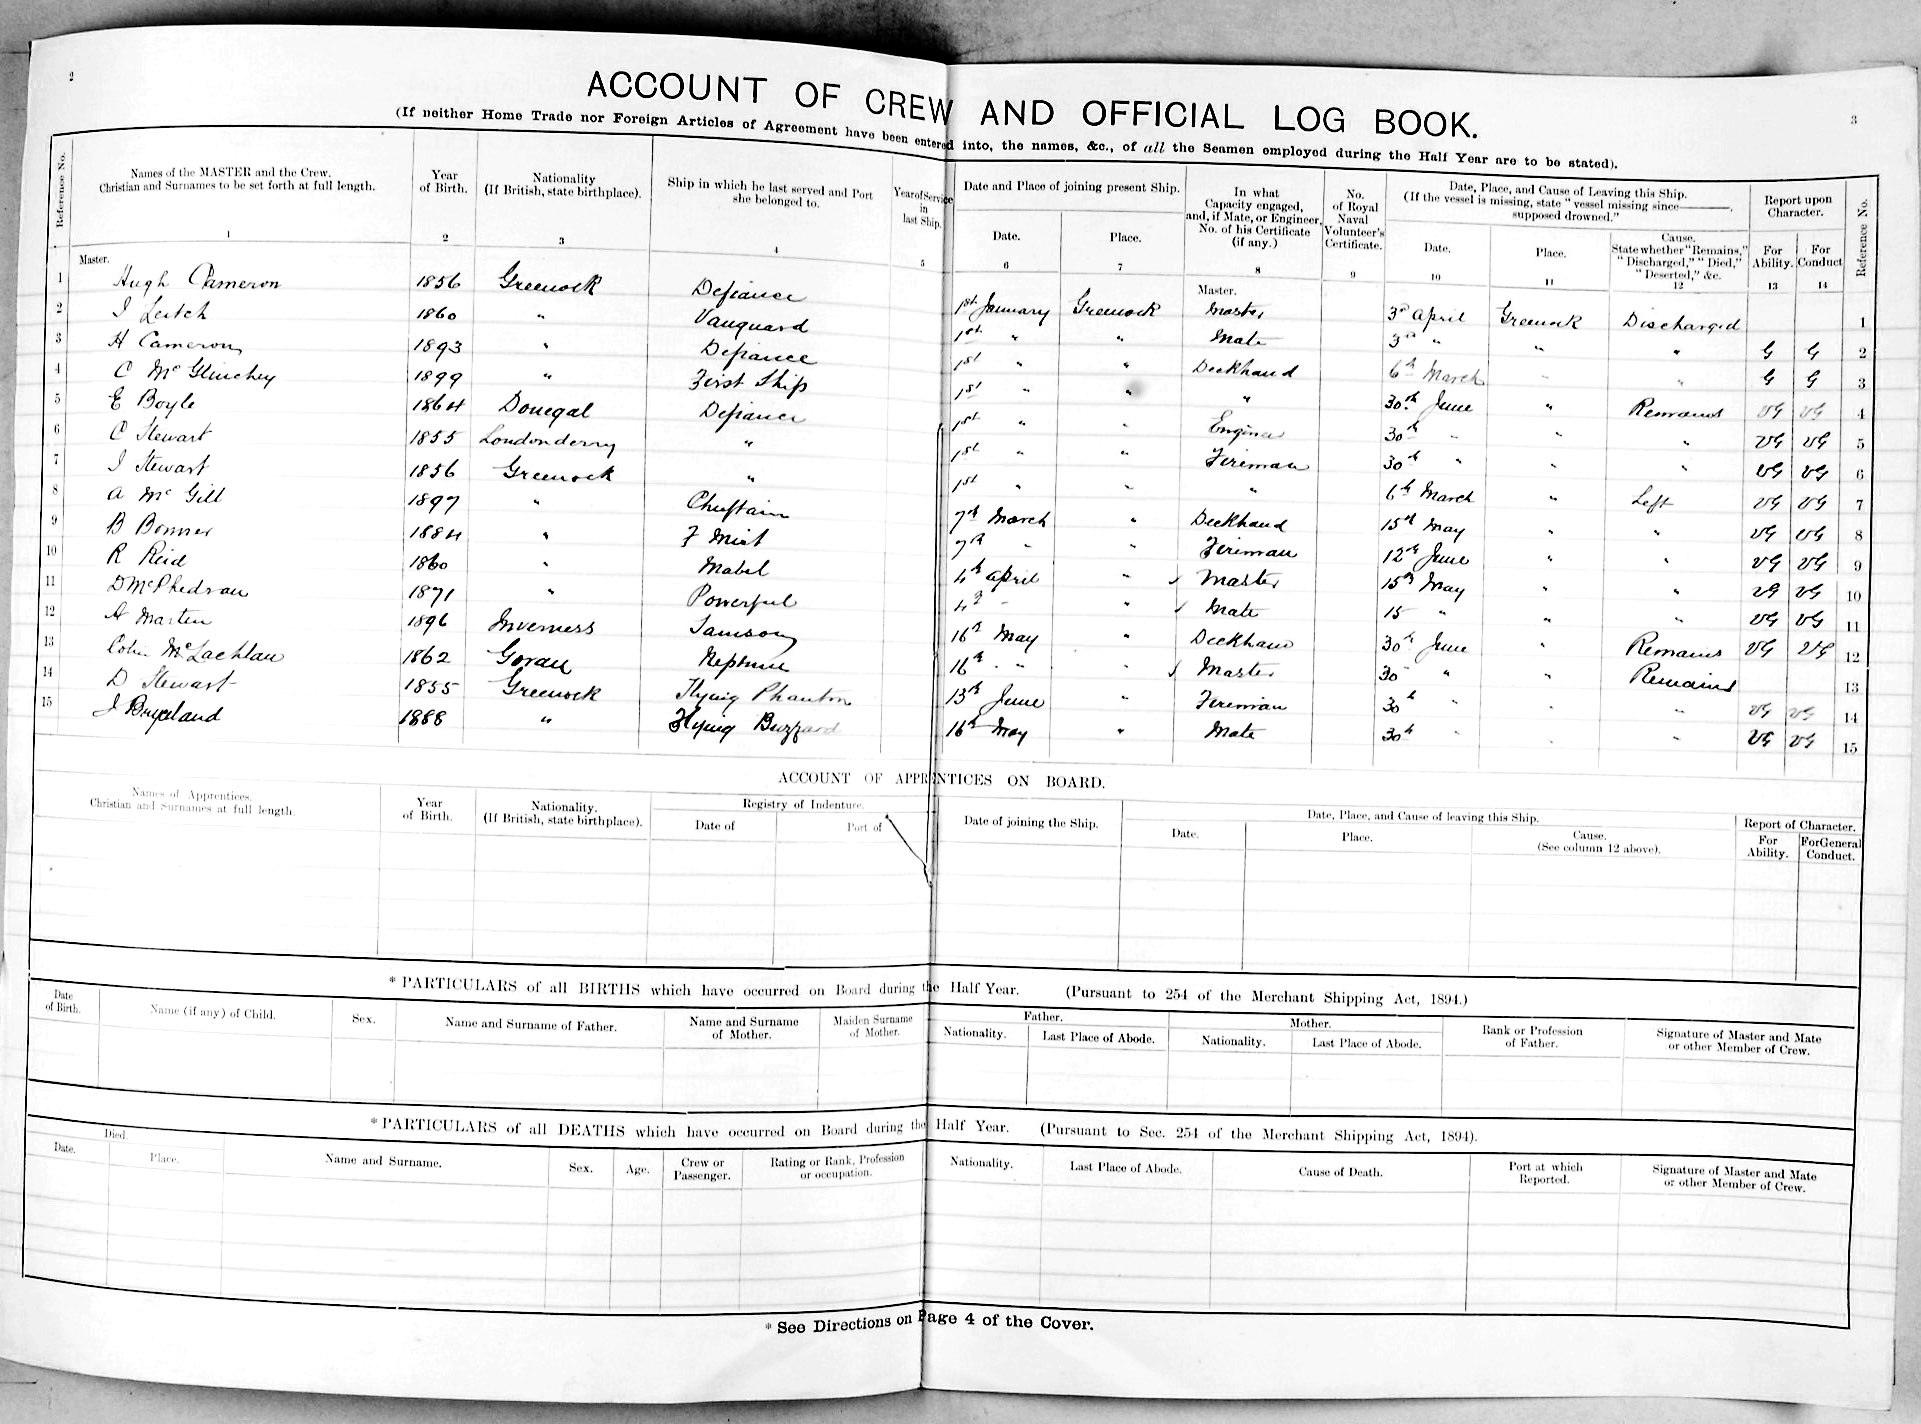 2
3
ACCOUNT OF CREW AND OFFICIAL LOG BOOK.
(If neither Home Trade nor Foreign Articles of Agreement have been entered into, the names, &c., of all the Seamen employed during the Half Year are to be stated).
Reference No.
Names of the MASTER and the Crew. Christian and Surnames to be set forth at full length.
Year of Birth.
Nationality (If British, state birthplace).
Ship in which he last served and Port she belonged to.
Year of Service in last Ship.
Date and Place of joining present Ship.
Date. Place.
In what Capacity engaged, and, if Mate, or Engineer, No. of his Certificate (if any.)
No. of Royal Naval Volunteer's Certificate.
Date, Place, and Cause of Leaving this Ship. (If the vessel is missing, state "vessel missing since———, supposed drowned."
Date. Place. Cause. State whether "Remains," "Discharged," "Died," "Deserted," &c.
Report upon Character.
For Ability. For Conduct
Reference No.
1 2 3 4 5 6 7 8 9 10 11 12 13 14
Master. Master.
1 Hugh Cameron 1856 Greenock Defiance 1st January Greenock Master 3rd April Greenock Discharged 1
2 J Leitch 1860 " Vanguard 1st " " Mate 3rd " " " G G 2
3 H Cameron 1893 " Defiance 1st " " Deckhand 6th March " " G G 3
4 C McGlinchey 1899 " First Ship 1st " " " 30th June " Remains VG VG 4
5 E Boyle 1864 Donegal Defiance 1st " " Engineer 30th " " " VG VG 5
6 C Stewart 1855 Londonderry " 1st " " Fireman 30th " " " VG VG 6
7 J Stewart 1856 Greenock " 1st " " " 6th March " Left VG VG 7
8 A McGill 1897 " Chieftain 7th March " Deckhand 15th May " " VG VG 8
9 B Bonner 1884 " F Mist 7th " " Fireman 12th June " " VG VG 9
10 R Reid 1860 " Mabel 4th April " Master 15th May " " VG VG 10
11 D McPhedran 1871 " Powerful 4th " " Mate 15 " " " VG VG 11
12 A Marten 1896 Inverness Samson 16th May " Deckhand 30th June " Remains VG VG 12
13 Colin McLachlan 1862 Govan Neptune 16th " " Master 30 " " Remains 13
14 D Stewart 1855 Greenock Flying Phantom 13th June " Fireman 30th " " " VG VG 14
15 J 1888 " Flying Buzzard 16th May " Mate 30th " " " VG VG 15
ACCOUNT OF APPRENTICES ON BOARD.
Names of Apprentices. Christian and Surnames at full length.
Year of Birth.
Nationality. (If British, state birthplace).
Registry of Indenture.
Date of Port of
Date of joining the Ship.
Date, Place, and Cause of leaving this Ship.
Date. Place. Cause. (See column 12 above).
Report of Character.
For Ability. For General Conduct.
* PARTICULARS of all BIRTHS which have occurred on Board during the Half Year. (Pursuant to 254 of the Merchant Shipping Act, 1894.)
Date of Birth.
Name (if any) of Child.
Sex.
Name and Surname of Father.
Name and Surname of Mother.
Maiden Surname of Mother.
Father.
Nationality. Last Place of Abode.
Mother.
Nationality. Last Place of Abode.
Rank or Profession of Father.
Signature of Master and Mate or other Member of Crew.
* PARTICULARS of all DEATHS which have occurred on Board during the Half Year. (Pursuant to Sec. 254 of the Merchant Shipping Act, 1894).
Died.
Date. Place.
Name and Surname.
Sex.
Age.
Crew or Passenger.
Rating or Rank, Profession or occupation.
Nationality.
Last Place of Abode.
Cause of Death.
Port at which Reported.
Signature of Master and Mate or other Member of Crew.
* See Directions on Page 4 of the Cover.